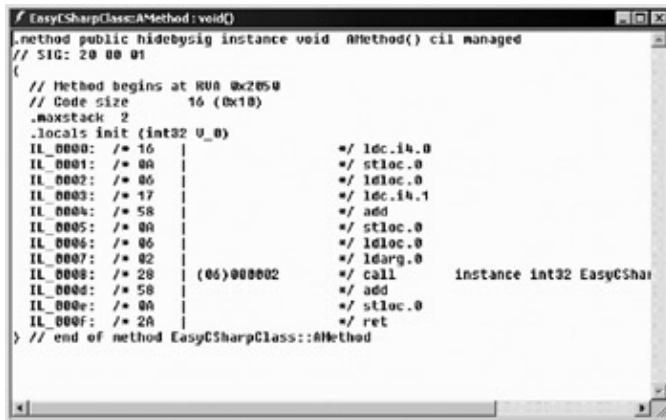 EasyCSharpClass::AMethod : void()
.method public hidebysig instance void  AMethod() cil managed
// SIG: 20 00 01
{
  // Method begins at RVA 0x2050
  // Code size       16 (0x10)
  .maxstack  2
  .locals init (int32 V_0)
  IL_0000:  /* 16   |                  */ ldc.i4.0
  IL_0001:  /* 0A   |                  */ stloc.0
  IL_0002:  /* 06   |                  */ ldloc.0
  IL_0003:  /* 17   |                  */ ldc.i4.1
  IL_0004:  /* 58   |                  */ add
  IL_0005:  /* 0A   |                  */ stloc.0
  IL_0006:  /* 06   |                  */ ldloc.0
  IL_0007:  /* 02   |                  */ ldarg.0
  IL_0008:  /* 28   | (06)000002       */ call       instance int32 EasyCShar
  IL_000d:  /* 58   |                  */ add
  IL_000e:  /* 0A   |                  */ stloc.0
  IL_000f:  /* 2A   |                  */ ret
} // end of method EasyCSharpClass::AMethod